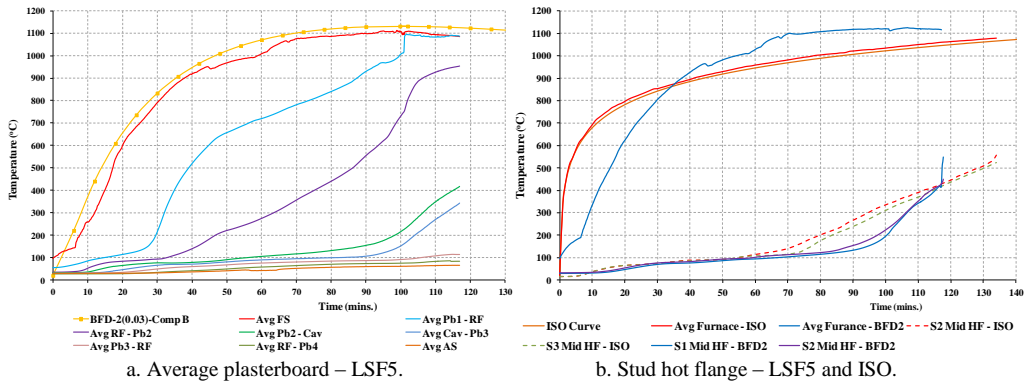 1200
1100
1000
900
800
700
600
500
400
300
200
100
0
Temperature (°C)
0 10 20 30 40 50 60 70 80 90 100 110 120 130
Time (mins.)
BFD-2(0.03)-Comp B Avg FS Avg Pb1 - RF
Avg RF - Pb2 Avg Pb2 - Cav Avg Cav - Pb3
Avg Pb3 - RF Avg RF - Pb4 Avg AS
a. Average plasterboard – LSF5.
1200
1100
1000
900
800
700
600
500
400
300
200
100
0
Temperature (°C)
0 10 20 30 40 50 60 70 80 90 100 110 120 130 140
Time (mins.)
ISO Curve Avg Furnace - ISO Avg Furance - BFD2 S2 Mid HF - ISO
S3 Mid HF - ISO S1 Mid HF - BFD2 S2 Mid HF - BFD2
b. Stud hot flange – LSF5 and ISO.